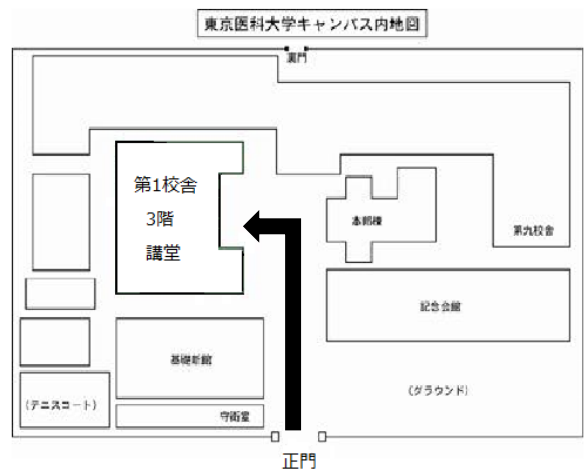 東京医科大学キャンパス内地図
裏門
第1校舎
3階
講堂
本部棟
第九校舎
記念会館
基礎新館
(テニスコート)
(グラウンド)
守衛室
正門